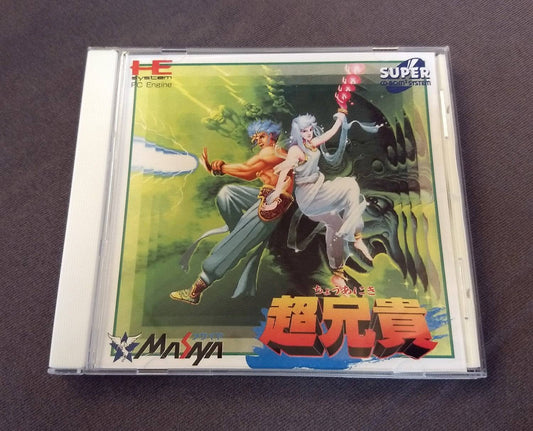 HE
system
PC Engine
SUPER
CD-ROM² SYSTEM
ちょうあにき
超兄貴
MASAYA